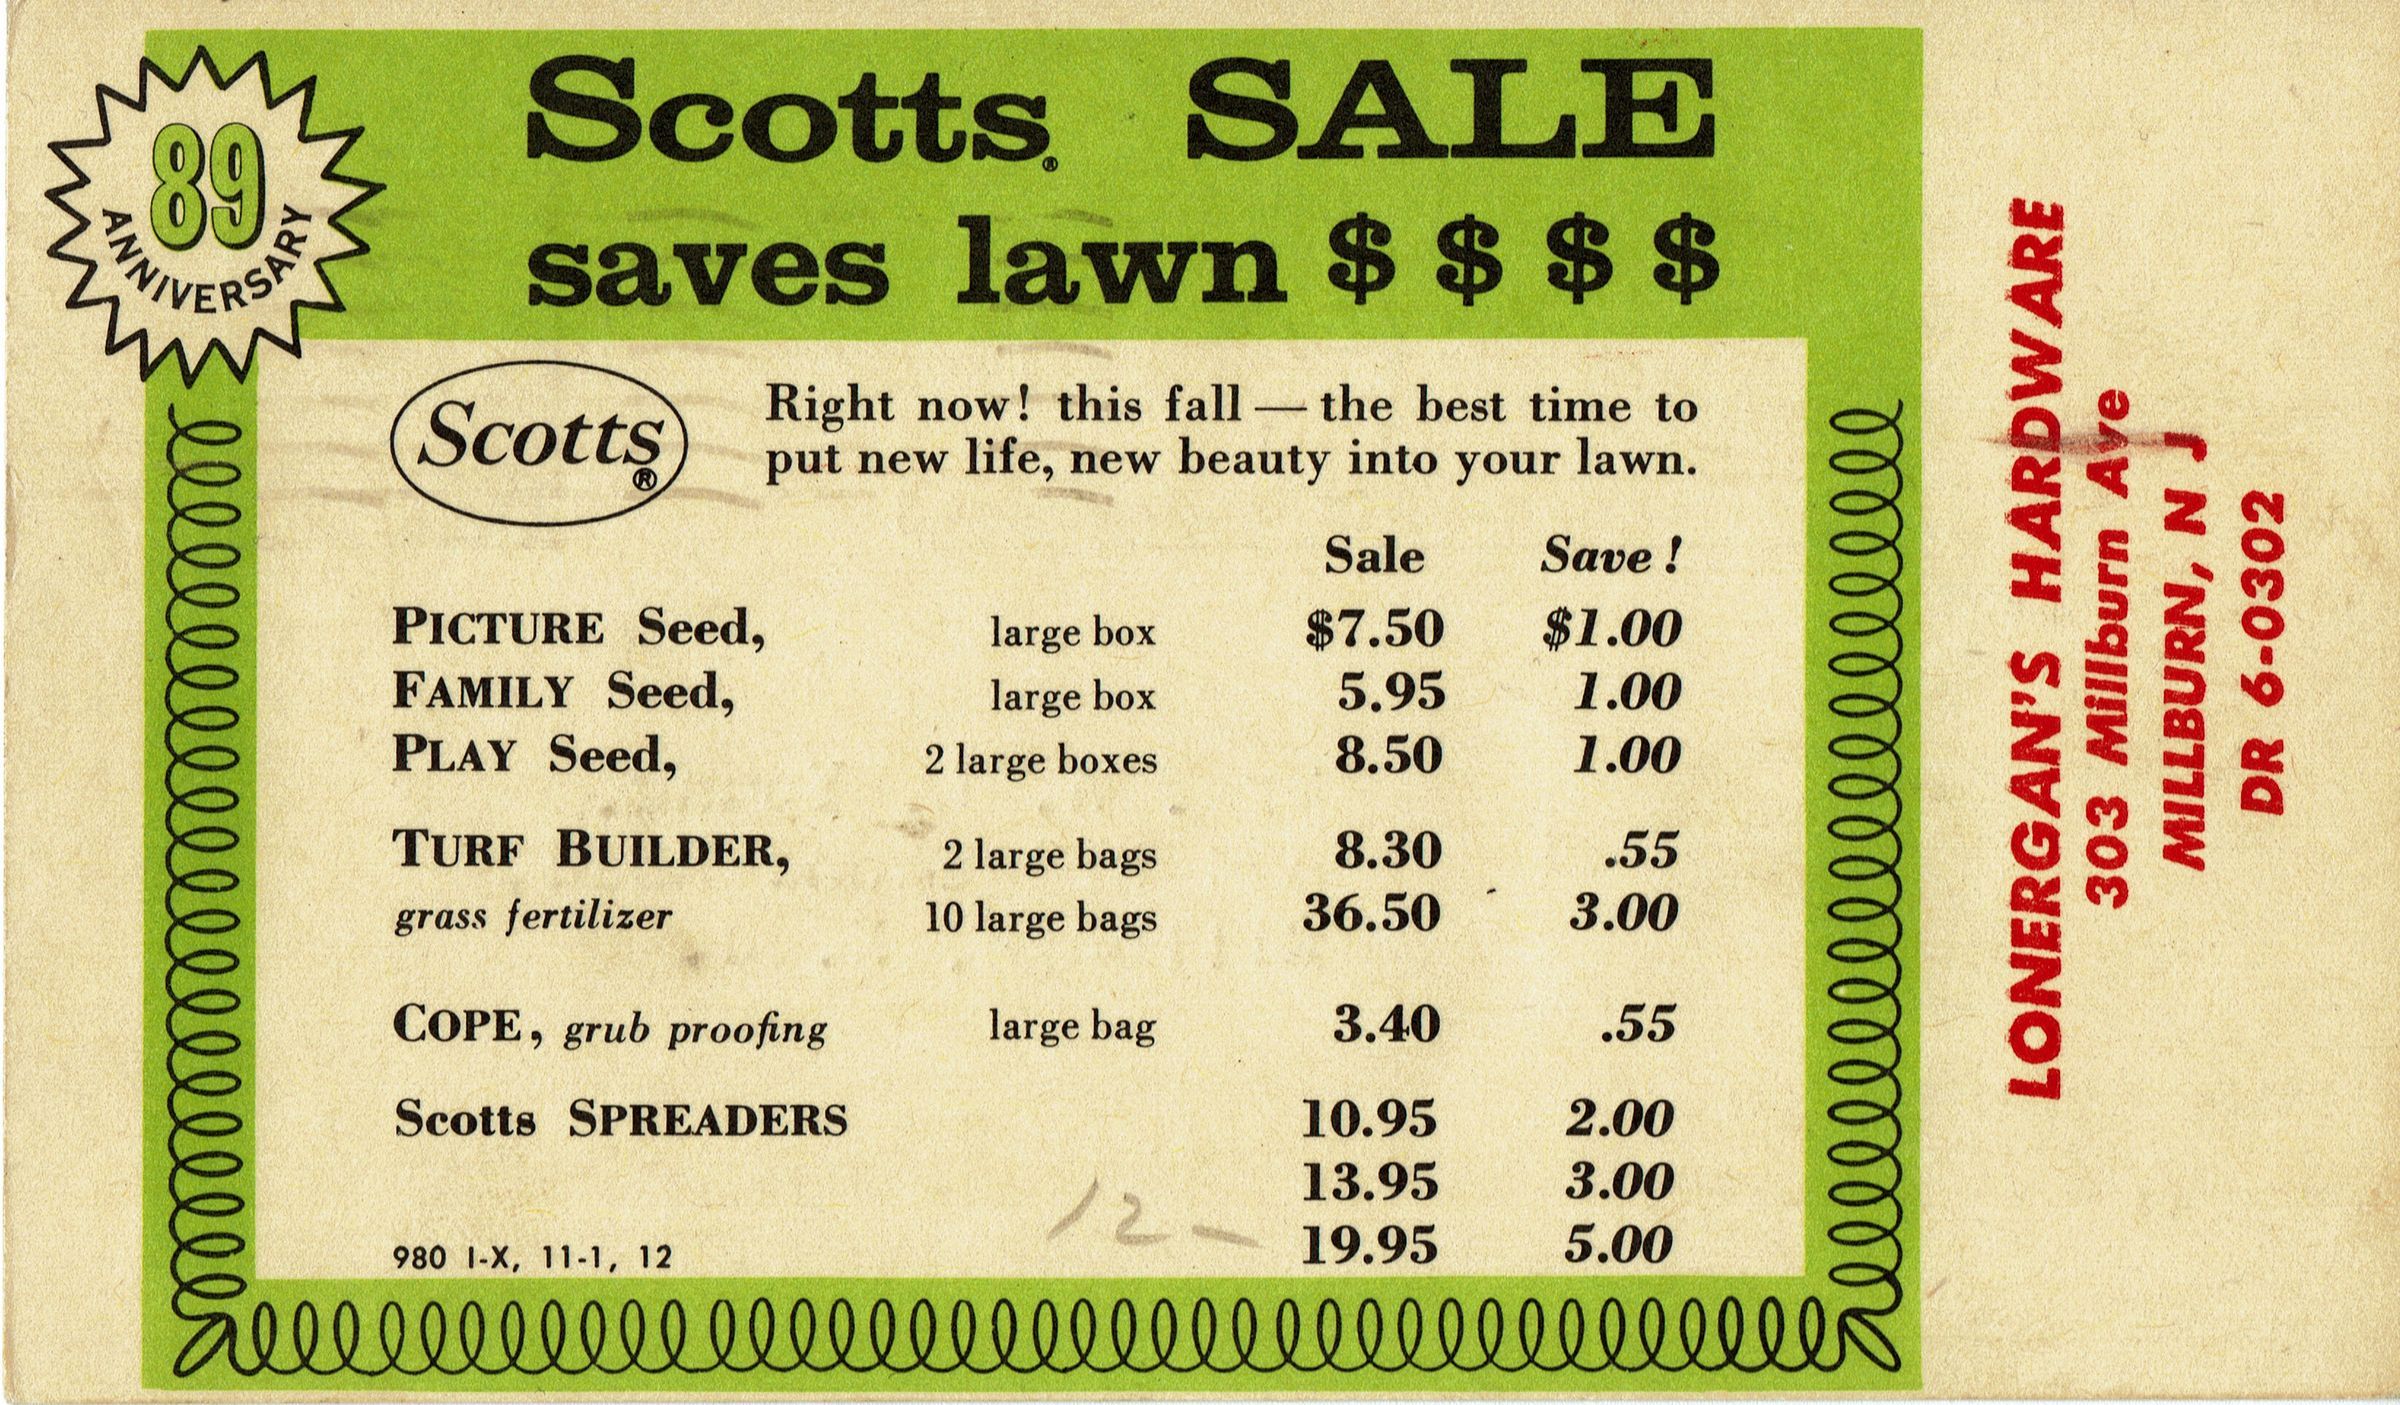 89
ANNIVERSARY
Scotts® SALE
saves lawn $ $ $ $
Scotts®
Right now! this fall — the best time to
put new life, new beauty into your lawn.
Sale Save!
PICTURE Seed, large box $7.50 $1.00
FAMILY Seed, large box 5.95 1.00
PLAY Seed, 2 large boxes 8.50 1.00
TURF BUILDER, 2 large bags 8.30 .55
grass fertilizer 10 large bags 36.50 3.00
COPE, grub proofing large bag 3.40 .55
Scotts SPREADERS 10.95 2.00
13.95 3.00
12 — 19.95 5.00
980 I-X, 11-1, 12
LONERGAN'S HARDWARE
303 Millburn Ave
MILLBURN, N J
DR 6-0302